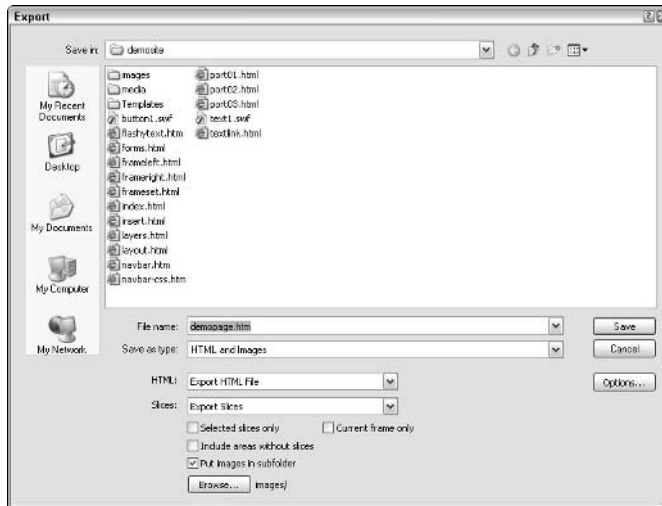 Export
Save in: demosite
My Recent Documents
Desktop
My Documents
My Computer
My Network
images
media
Templates
button1.swf
flashytext.htm
forms.html
frameleft.html
frameright.html
frameset.html
index.html
insert.html
layers.html
layout.html
navbar.htm
navbar-css.htm
port01.html
port02.html
port03.html
text1.swf
textlink.html
File name: demopage.htm Save
Save as type: HTML and Images Cancel
HTML: Export HTML File Options...
Slices: Export Slices
Selected slices only Current frame only
Include areas without slices
Put images in subfolder
Browse... images/